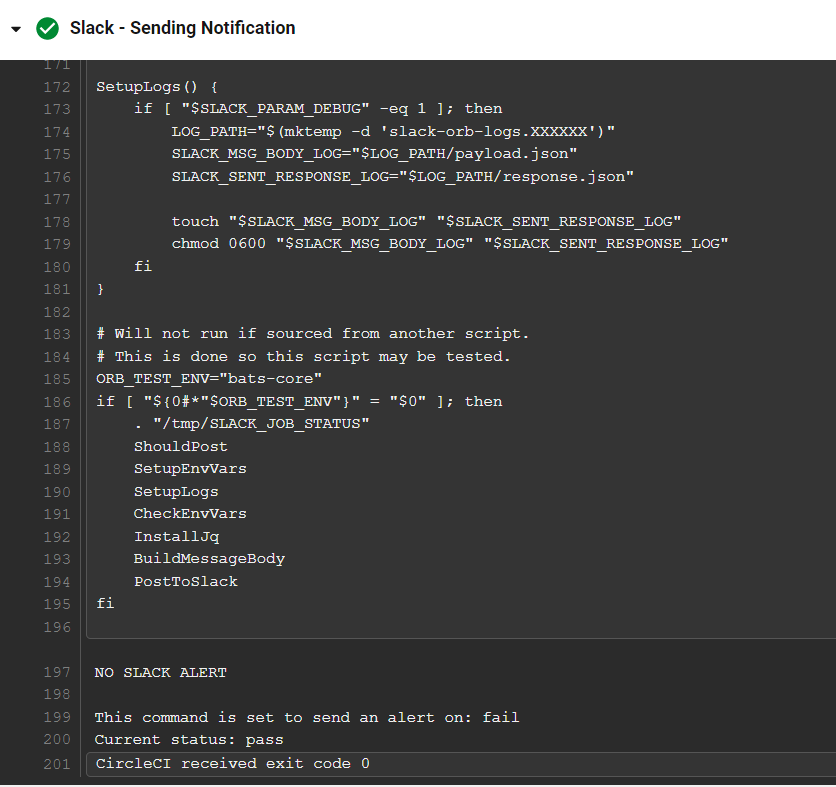 Slack - Sending Notification
171
172 SetupLogs() {
173     if [ "$SLACK_PARAM_DEBUG" -eq 1 ]; then
174         LOG_PATH="$(mktemp -d 'slack-orb-logs.XXXXXX')"
175         SLACK_MSG_BODY_LOG="$LOG_PATH/payload.json"
176         SLACK_SENT_RESPONSE_LOG="$LOG_PATH/response.json"
177
178         touch "$SLACK_MSG_BODY_LOG" "$SLACK_SENT_RESPONSE_LOG"
179         chmod 0600 "$SLACK_MSG_BODY_LOG" "$SLACK_SENT_RESPONSE_LOG"
180     fi
181 }
182
183 # Will not run if sourced from another script.
184 # This is done so this script may be tested.
185 ORB_TEST_ENV="bats-core"
186 if [ "${0#*"$ORB_TEST_ENV"}" = "$0" ]; then
187     . "/tmp/SLACK_JOB_STATUS"
188     ShouldPost
189     SetupEnvVars
190     SetupLogs
191     CheckEnvVars
192     InstallJq
193     BuildMessageBody
194     PostToSlack
195 fi
196
197 NO SLACK ALERT
198
199 This command is set to send an alert on: fail
200 Current status: pass
201 CircleCI received exit code 0